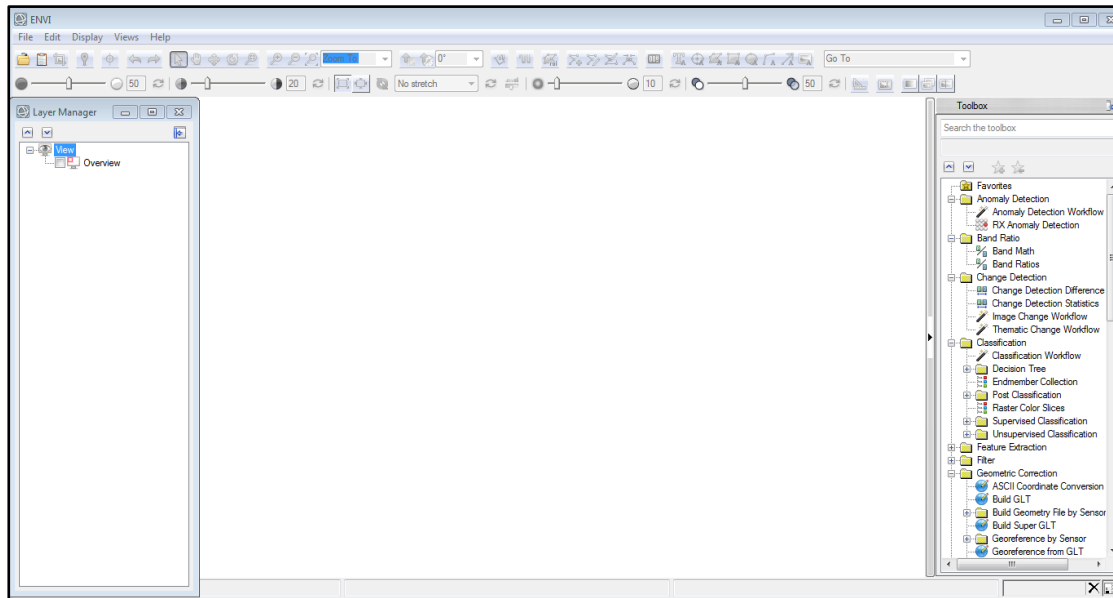 ENVI
File Edit Display Views Help
Zoom To 0° Go To
50 20 No stretch 10 50
Layer Manager
View
Overview
Toolbox
Search the toolbox
Favorites
Anomaly Detection
Anomaly Detection Workflow
RX Anomaly Detection
Band Ratio
Band Math
Band Ratios
Change Detection
Change Detection Difference
Change Detection Statistics
Image Change Workflow
Thematic Change Workflow
Classification
Classification Workflow
Decision Tree
Endmember Collection
Post Classification
Raster Color Slices
Supervised Classification
Unsupervised Classification
Feature Extraction
Filter
Geometric Correction
ASCII Coordinate Conversion
Build GLT
Build Geometry File by Sensor
Build Super GLT
Georeference by Sensor
Georeference from GLT